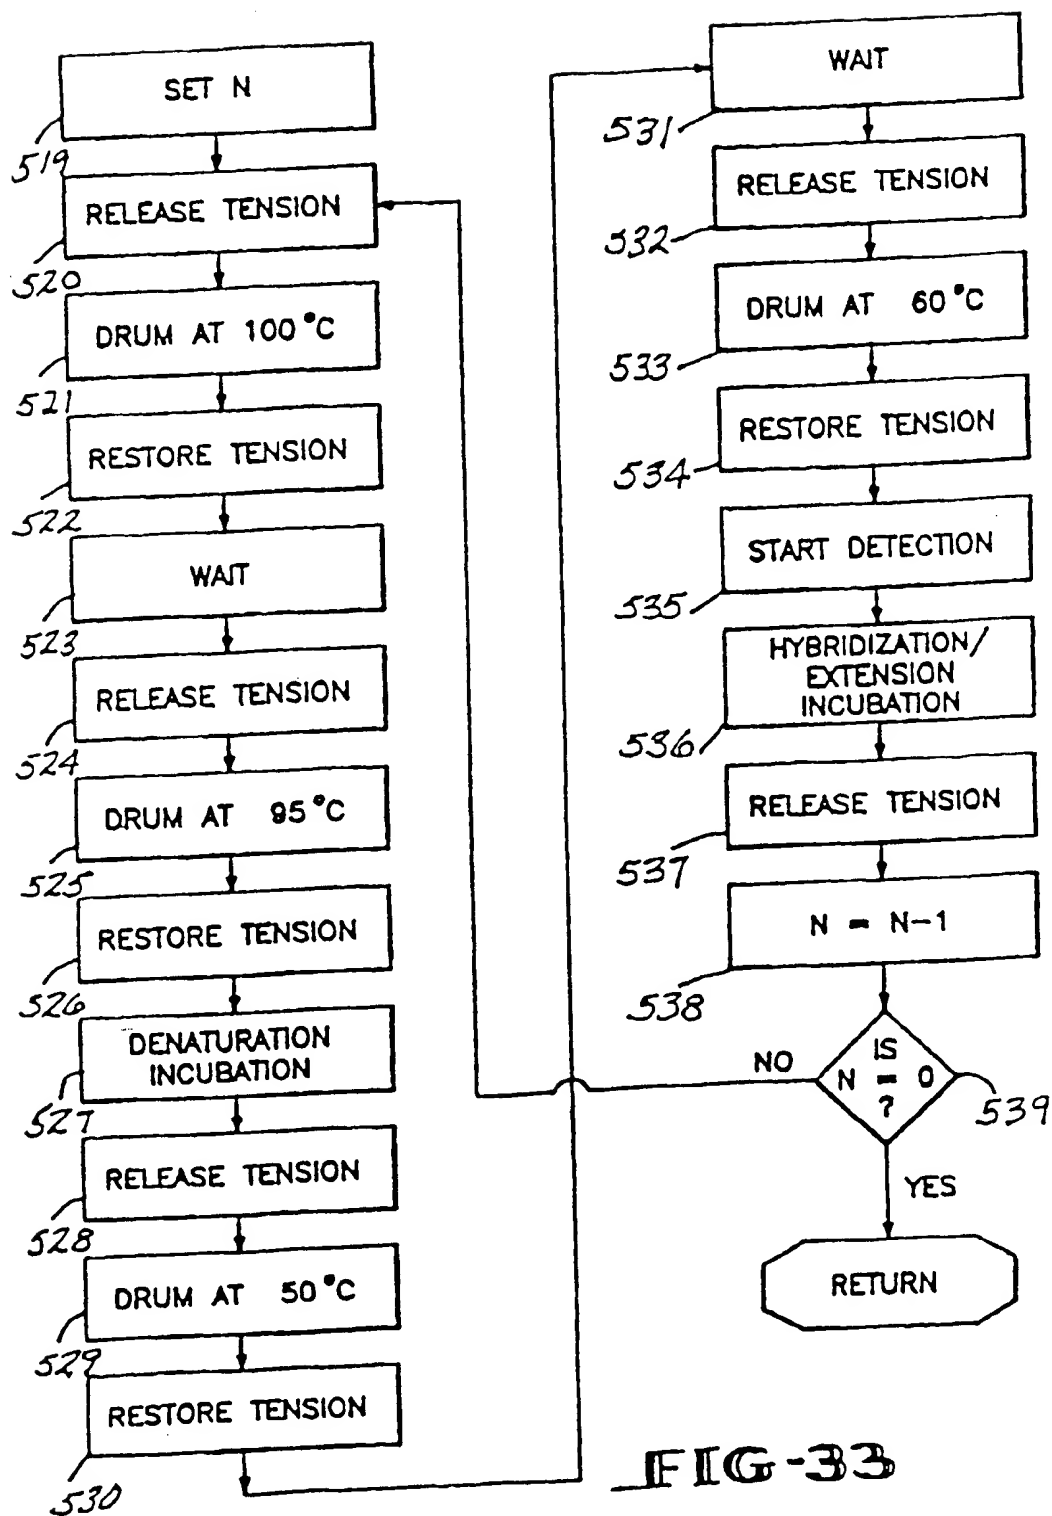 SET N
519
RELEASE TENSION
520
DRUM AT 100°C
521
RESTORE TENSION
522
WAIT
523
RELEASE TENSION
524
DRUM AT 95°C
525
RESTORE TENSION
526
DENATURATION
INCUBATION
527
RELEASE TENSION
528
DRUM AT 50°C
529
RESTORE TENSION
530
WAIT
531
RELEASE TENSION
532
DRUM AT 60°C
533
RESTORE TENSION
534
START DETECTION
535
HYBRIDIZATION/
EXTENSION
INCUBATION
536
RELEASE TENSION
537
N = N-1
538
IS
N = 0
?
539
NO
YES
RETURN
FIG-33